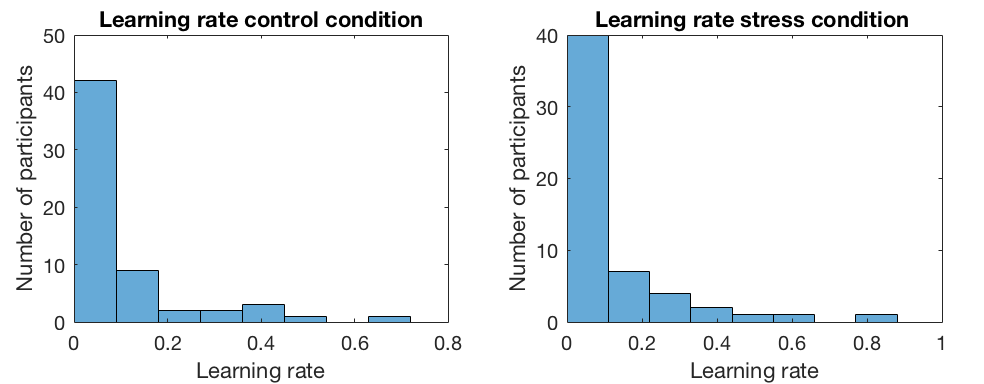 Learning rate control condition
50
40
30
20
10
0
Number of participants
0 0.2 0.4 0.6 0.8
Learning rate
Learning rate stress condition
40
30
20
10
0
Number of participants
0 0.2 0.4 0.6 0.8 1
Learning rate